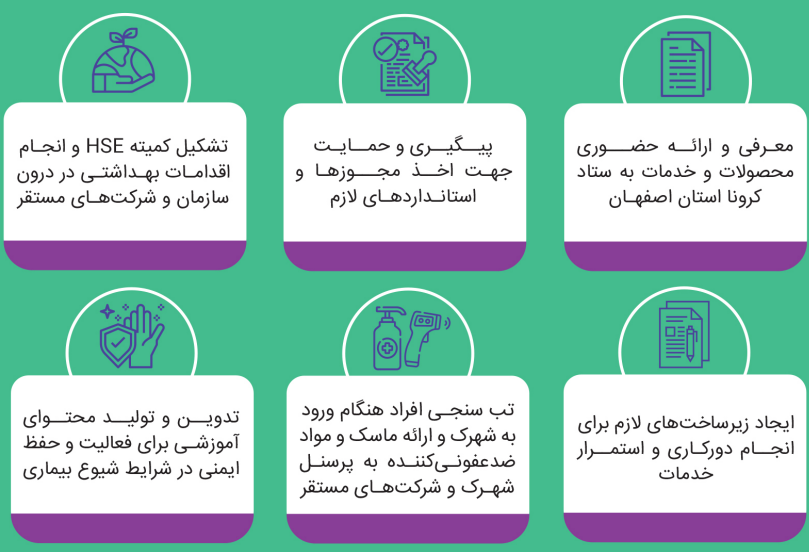 معرفی و ارائه حضوری
محصولات و خدمات به ستاد
کرونا استان اصفهان
پیگیری و حمایت
جهت اخذ مجوزها و
استانداردهای لازم
تشکیل کمیته HSE و انجام
اقدامات بهداشتی در درون
سازمان و شرکت‌های مستقر
ایجاد زیرساخت‌های لازم برای
انجام دورکاری و استمرار
خدمات
تب سنجی افراد هنگام ورود
به شهرک و ارائه ماسک و مواد
ضدعفونی‌کننده به پرسنل
شهرک و شرکت‌های مستقر
تدوین و تولید محتوای
آموزشی برای فعالیت و حفظ
ایمنی در شرایط شیوع بیماری